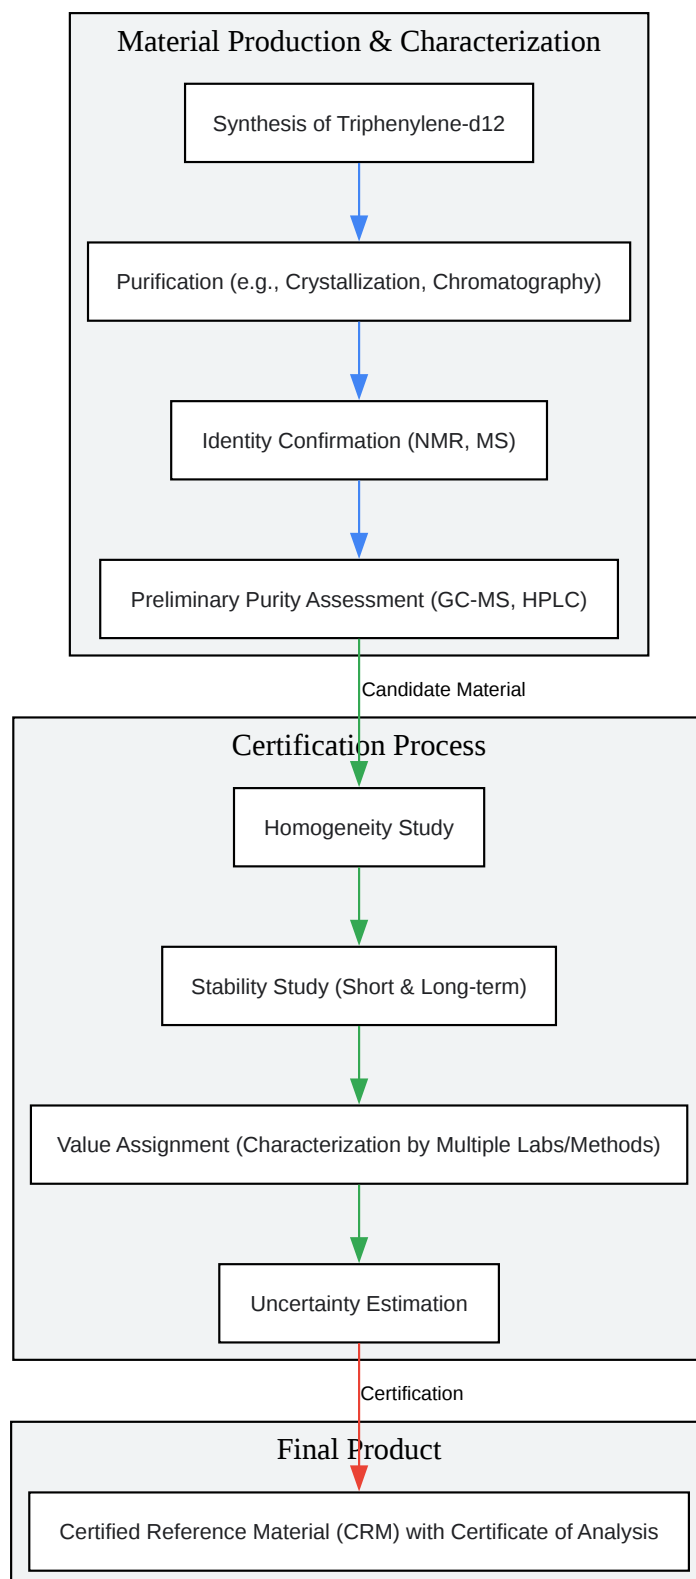 Material Production & Characterization
Synthesis of Triphenylene-d12
Purification (e.g., Crystallization, Chromatography)
Identity Confirmation (NMR, MS)
Preliminary Purity Assessment (GC-MS, HPLC)
Candidate Material
Certification Process
Homogeneity Study
Stability Study (Short & Long-term)
Value Assignment (Characterization by Multiple Labs/Methods)
Uncertainty Estimation
Certification
Final Product
Certified Reference Material (CRM) with Certificate of Analysis